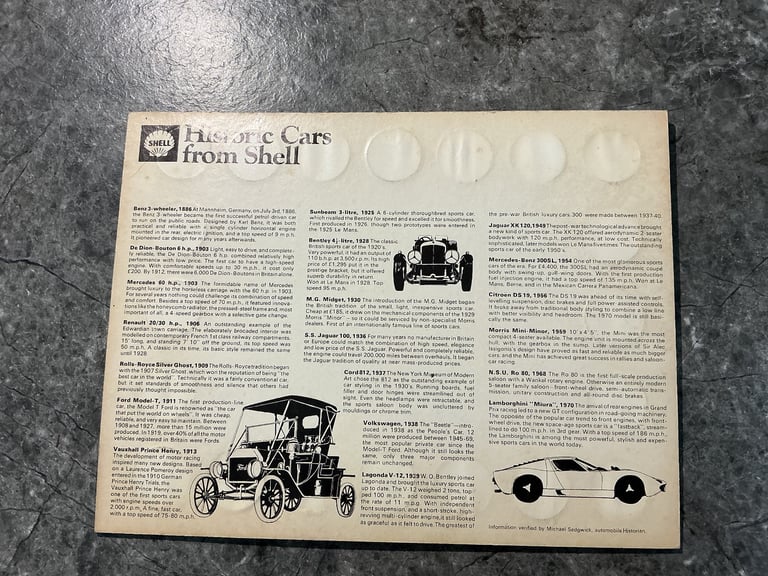 SHELL
Historic Cars
from Shell
Benz 3-wheeler, 1886 At Mannheim, Germany, on July 3rd, 1886,
the Benz 3-wheeler became the first successful petrol-driven car
to run on the public roads. Designed by Karl Benz, it was both
practical and reliable with a single cylinder horizontal engine
mounted in the rear, electric ignition, and a top speed of 9 m.p.h.
It pioneered car design for many years afterwards.
De Dion-Bouton 6 h.p., 1903 Light, easy to drive, and complete-
ly reliable, the De Dion-Bouton 6 h.p. combined relatively high
performance with low price. The first car to have a high-speed
engine. With comfortable speeds up to 30 m.p.h., it cost only
£200. By 1912, there were 6,000 De Dion-Boutons in Britain alone.
Mercedes 60 h.p., 1903 The formidable name of Mercedes
brought luxury to the horseless carriage with the 60 h.p. in 1903.
For several years nothing could challenge its combination of speed
and comfort. Besides a top speed of 70 m.p.h., it featured innova-
tions like the honeycomb radiator, the pressed-steel frame and, most
important of all, a 4-speed gearbox with a selective gate change.
Renault 20/30 h.p., 1906 An outstanding example of the
Edwardian town carriage. The elaborately brocaded interior was
modelled on contemporary French 1st class railway compartments.
15' long, and standing 7' 10" off the ground, its top speed was
50 m.p.h. A classic in its time, its basic style remained the same
until 1928.
Rolls-Royce Silver Ghost, 1909 The Rolls-Royce tradition began
with the 1907 Silver Ghost, which won the reputation of being "the
best car in the world". Technically it was a fairly conventional car,
but it set standards of smoothness and silence that others had
previously thought impossible.
Ford Model-T, 1911 The first production-line
car, the Model T Ford is renowned as "the car
that put the world on wheels". It was cheap,
reliable, and very easy to maintain. Between
1908 and 1927, more than 15 million were
produced. In 1919, over 40% of all the motor
vehicles registered in Britain were Fords.
Vauxhall Prince Henry, 1913
The development of motor racing
inspired many new designs. Based
on a Laurence Pomeroy design
entered in the 1910 German
Prince Henry Trials, the
Vauxhall Prince Henry was
one of the first sports cars
with engine speeds over
2,000 r.p.m. A fine, fast car,
with a top speed of 75-80 m.p.h.
Ford
Sunbeam 3-litre, 1925 A 6-cylinder thoroughbred sports car,
which rivalled the Bentley for speed and excelled it for smoothness.
First produced in 1926, though two prototypes were entered in
the 1925 Le Mans.
Bentley 4½-litre, 1928 The classic
British sports car of the 1920's.
Very powerful, it had an output of
110 b.h.p. at 3,500 r.p.m. Its top
price of £1,295 put it in the
prestige bracket, but it offered
superb durability in return.
Won at Le Mans in 1928. Top
speed 95 m.p.h.
M.G. Midget, 1930 The introduction of the M.G. Midget began
the British tradition of the small, light, inexpensive sports car.
Cheap at £185, it drew on the mechanical components of the 1929
Morris "Minor" – so it could be serviced by non-specialist Morris
dealers. First of an internationally famous line of sports cars.
S.S. Jaguar 100, 1936 For many years no manufacturer in Britain
or Europe could match the combination of high speed, elegance
and low price of the S.S. Jaguar. Powerful and completely reliable,
the engine could travel 200,000 miles between overhauls. It began
the Jaguar tradition of quality at near mass-produced prices.
Cord 812, 1937 The New York Museum of Modern
Art chose the 812 as the outstanding example of
car styling in the 1930's. Running boards, fuel
filler and door hinges were streamlined out of
sight. Even the headlamps were retractable, and
the sports saloon body was uncluttered by
mouldings or chrome trim.
Volkswagen, 1938 The "Beetle" – intro-
duced in 1938 as the People's Car, 12
million were produced between 1945-69,
the most popular private car since the
Model-T Ford. Although it still looks the
same, only three major components
remain unchanged.
Lagonda V-12, 1939 W. O. Bentley joined
Lagonda and brought the luxury sports car
up to date. The V-12 weighed 2 tons, top-
ped 100 m.p.h., and consumed petrol at
the rate of 11 m.p.g. With independent
front suspension, and a short-stroke, high-
revving multi-cylinder engine, it still looked
as graceful as it felt to drive. The greatest of
the pre-war British luxury cars, 300 were made between 1937-40.
Jaguar XK 120, 1949 The post-war technological advance brought
a new kind of sports car. The XK 120 offered aerodynamic 2-seater
bodywork with 120 m.p.h. performance, at low cost. Technically
sophisticated, later models won Le Mans 5 times. The outstanding
sports car of the early 1950's.
Mercedes-Benz 300SL, 1954 One of the most glamorous sports
cars of the era. For £4,400, the 300SL had an aerodynamic coupé
body with swing-up, gull-wing doors. With the first production
fuel injection engine, it had a top speed of 135 m.p.h. Won at Le
Mans, Berne, and in the Mexican Carrera Panamericana.
Citroen DS 19, 1956 The DS 19 was ahead of its time with self-
levelling suspension, disc brakes and full power assisted controls.
It broke away from traditional body styling to combine a low line
with better visibility and headroom. The 1970 model is still basi-
cally the same.
Morris Mini-Minor, 1959 10' x 4' 5", the Mini was the most
compact 4-seater available. The engine unit is mounted across the
hull, with the gearbox in the sump. Later versions of Sir Alec
Issigonis's design have proved as fast and reliable as much bigger
cars, and the Mini has achieved great success in rallies and saloon-
car racing.
N.S.U. Ro 80, 1968 The Ro 80 is the first full-scale production
saloon with a Wankel rotary engine. Otherwise an entirely modern
5-seater family saloon: front-wheel drive, semi-automatic trans-
mission, unitary construction and all-round disc brakes.
Lamborghini "Miura", 1970 The arrival of rear engines in Grand
Prix racing led to a new GT configuration in road-going machinery.
The opposite of the popular car trend to front engines, with front-
wheel drive, the new space-age sports car is a "fastback", stream-
lined to do 100 m.p.h. in 3rd gear. With a top speed of 186 m.p.h.,
the Lamborghini is among the most powerful, stylish and expen-
sive sports cars in the world today.
Information verified by Michael Sedgwick, automobile Historian.